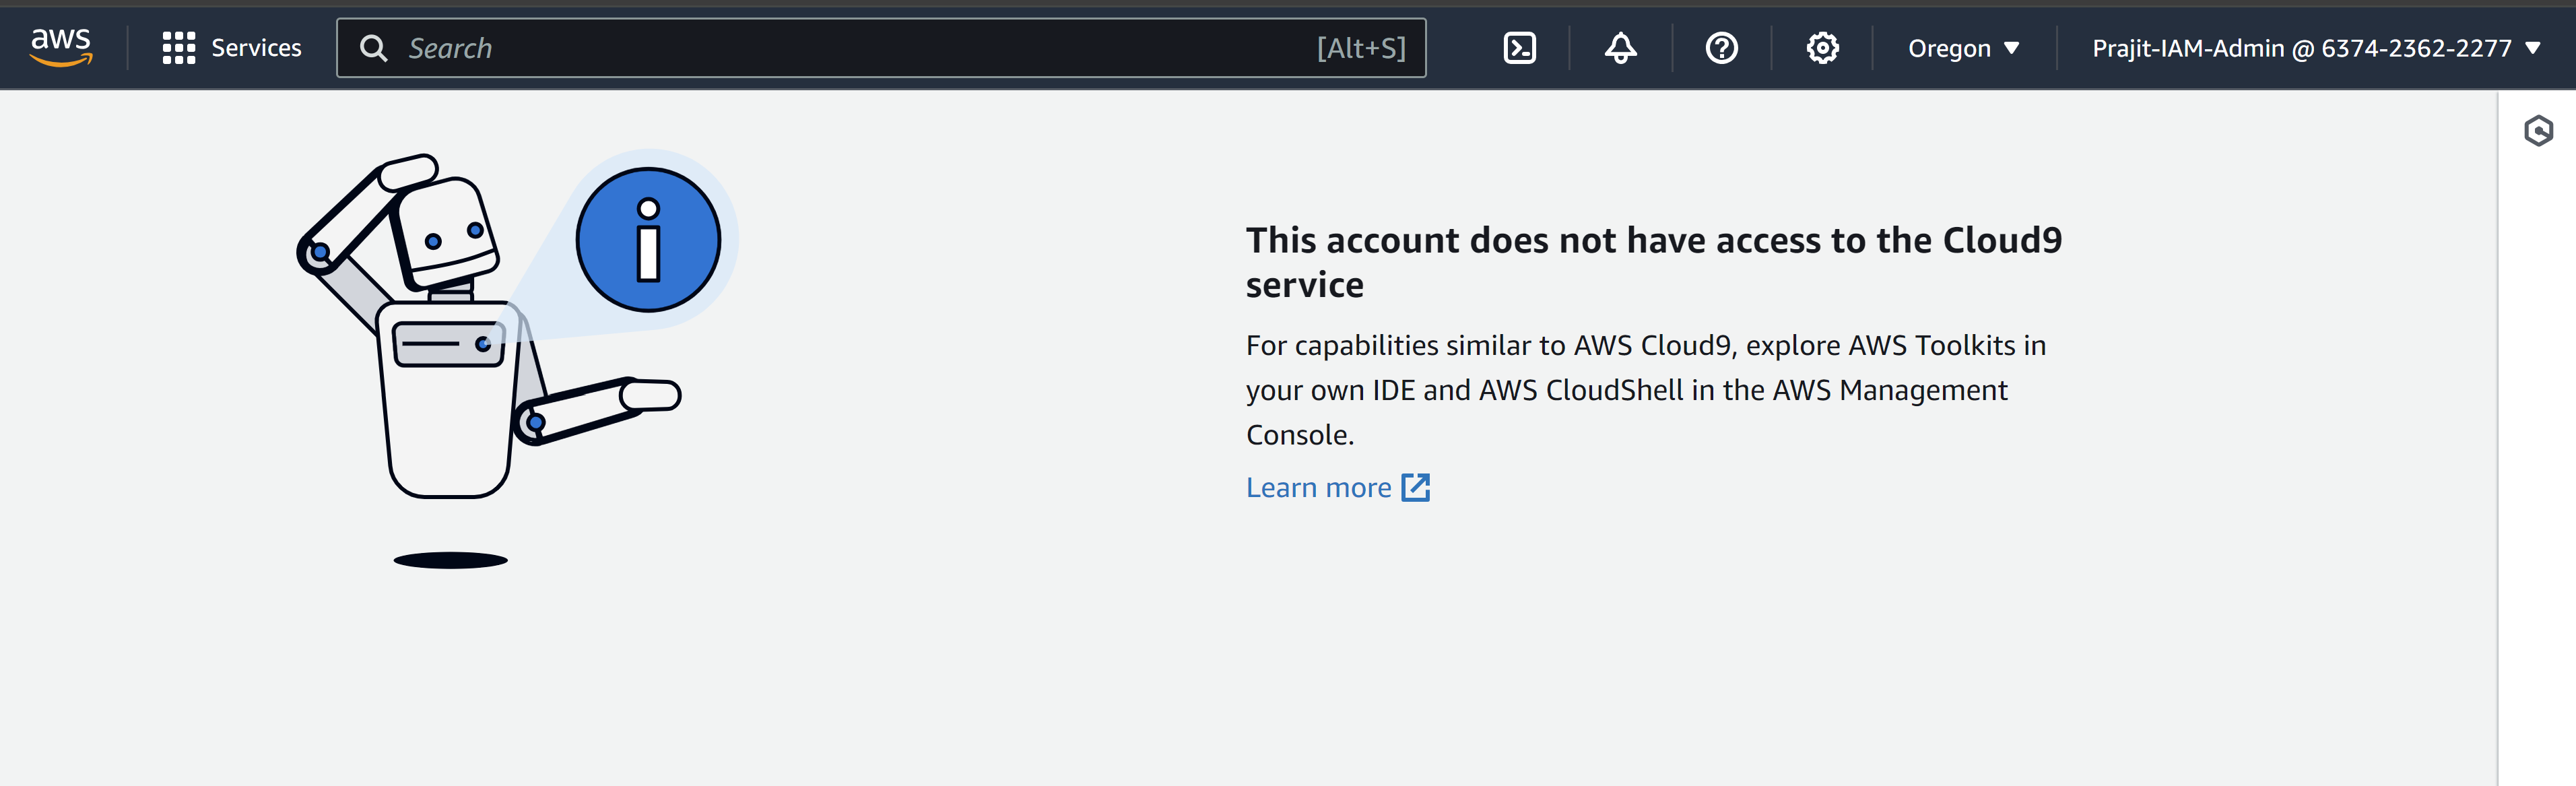 aws
Services
Search
[Alt+S]
Oregon
Prajit-IAM-Admin @ 6374-2362-2277
This account does not have access to the Cloud9
service
For capabilities similar to AWS Cloud9, explore AWS Toolkits in
your own IDE and AWS CloudShell in the AWS Management
Console.
Learn more